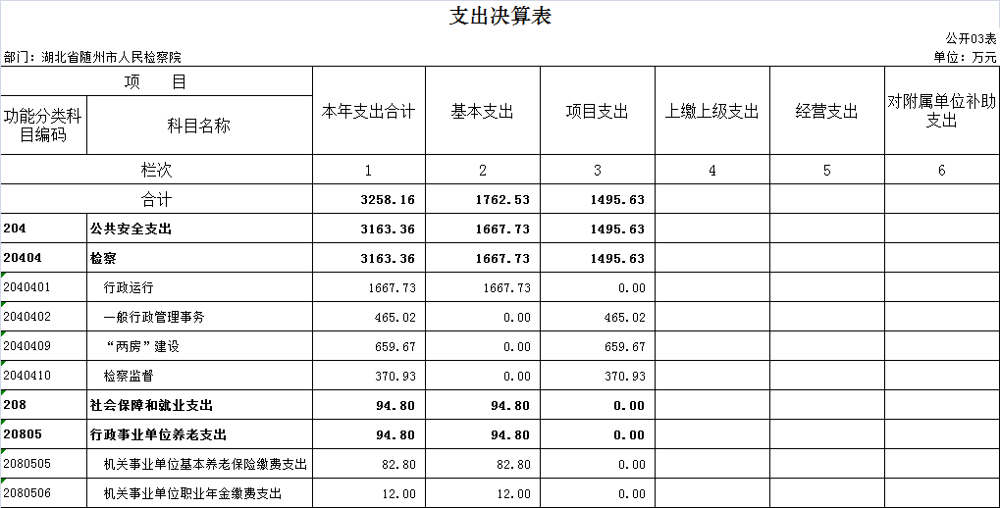 支出决算表
公开03表
部门：湖北省随州市人民检察院 单位：万元
项 目 本年支出合计 基本支出 项目支出 上缴上级支出 经营支出 对附属单位补助支出
功能分类科目编码 科目名称
栏次 1 2 3 4 5 6
合计 3258.16 1762.53 1495.63
204 公共安全支出 3163.36 1667.73 1495.63
20404 检察 3163.36 1667.73 1495.63
2040401 行政运行 1667.73 1667.73 0.00
2040402 一般行政管理事务 465.02 0.00 465.02
2040409 “两房”建设 659.67 0.00 659.67
2040410 检察监督 370.93 0.00 370.93
208 社会保障和就业支出 94.80 94.80 0.00
20805 行政事业单位养老支出 94.80 94.80 0.00
2080505 机关事业单位基本养老保险缴费支出 82.80 82.80 0.00
2080506 机关事业单位职业年金缴费支出 12.00 12.00 0.00